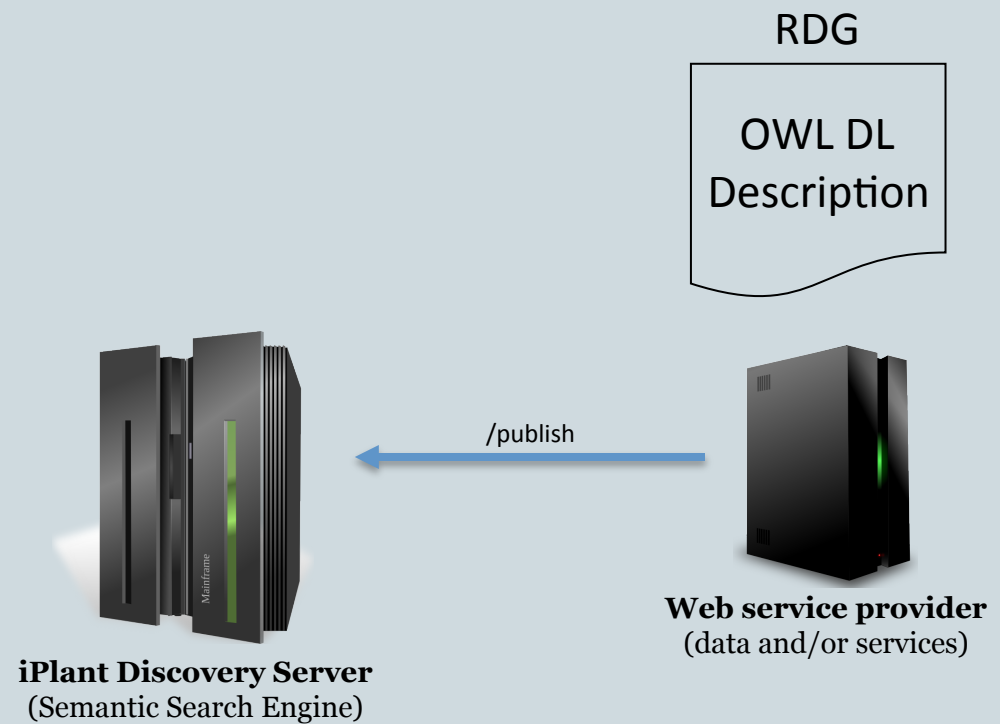 RDG
OWL DL
Description
/publish
Mainframe
Web service provider
(data and/or services)
iPlant Discovery Server
(Semantic Search Engine)